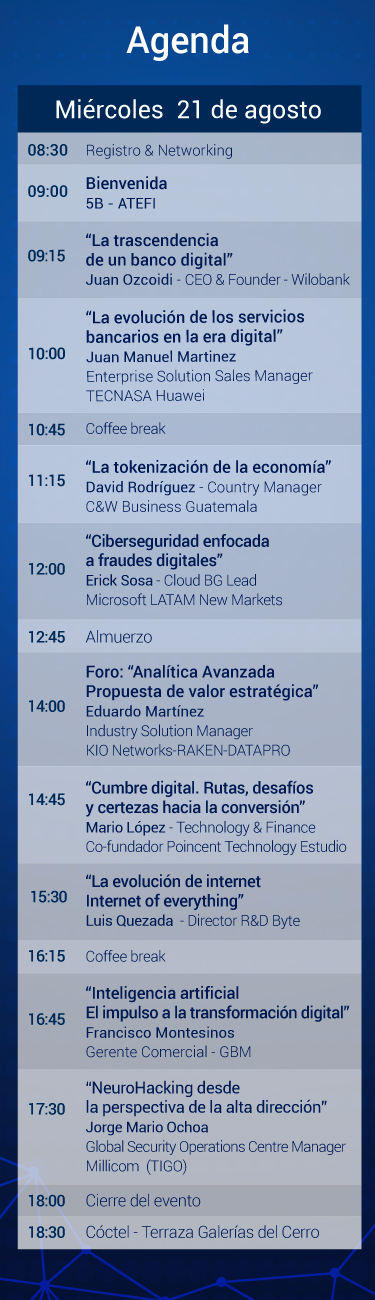 Agenda
Miércoles 21 de agosto
08:30 Registro & Networking
09:00 Bienvenida
5B - ATEFI
09:15 “La trascendencia
de un banco digital”
Juan Ozcoidi - CEO & Founder - Wilobank
10:00 “La evolución de los servicios
bancarios en la era digital”
Juan Manuel Martinez
Enterprise Solution Sales Manager
TECNASA Huawei
10:45 Coffee break
11:15 “La tokenización de la economía”
David Rodríguez - Country Manager
C&W Business Guatemala
12:00 “Ciberseguridad enfocada
a fraudes digitales”
Erick Sosa - Cloud BG Lead
Microsoft LATAM New Markets
12:45 Almuerzo
14:00 Foro: “Analítica Avanzada
Propuesta de valor estratégica”
Eduardo Martínez
Industry Solution Manager
KIO Networks-RAKEN-DATAPRO
14:45 “Cumbre digital. Rutas, desafíos
y certezas hacia la conversión”
Mario López - Technology & Finance
Co-fundador Poincent Technology Estudio
15:30 “La evolución de internet
Internet of everything”
Luis Quezada - Director R&D Byte
16:15 Coffee break
16:45 “Inteligencia artificial
El impulso a la transformación digital”
Francisco Montesinos
Gerente Comercial - GBM
17:30 “NeuroHacking desde
la perspectiva de la alta dirección”
Jorge Mario Ochoa
Global Security Operations Centre Manager
Millicom (TIGO)
18:00 Cierre del evento
18:30 Cóctel - Terraza Galerías del Cerro